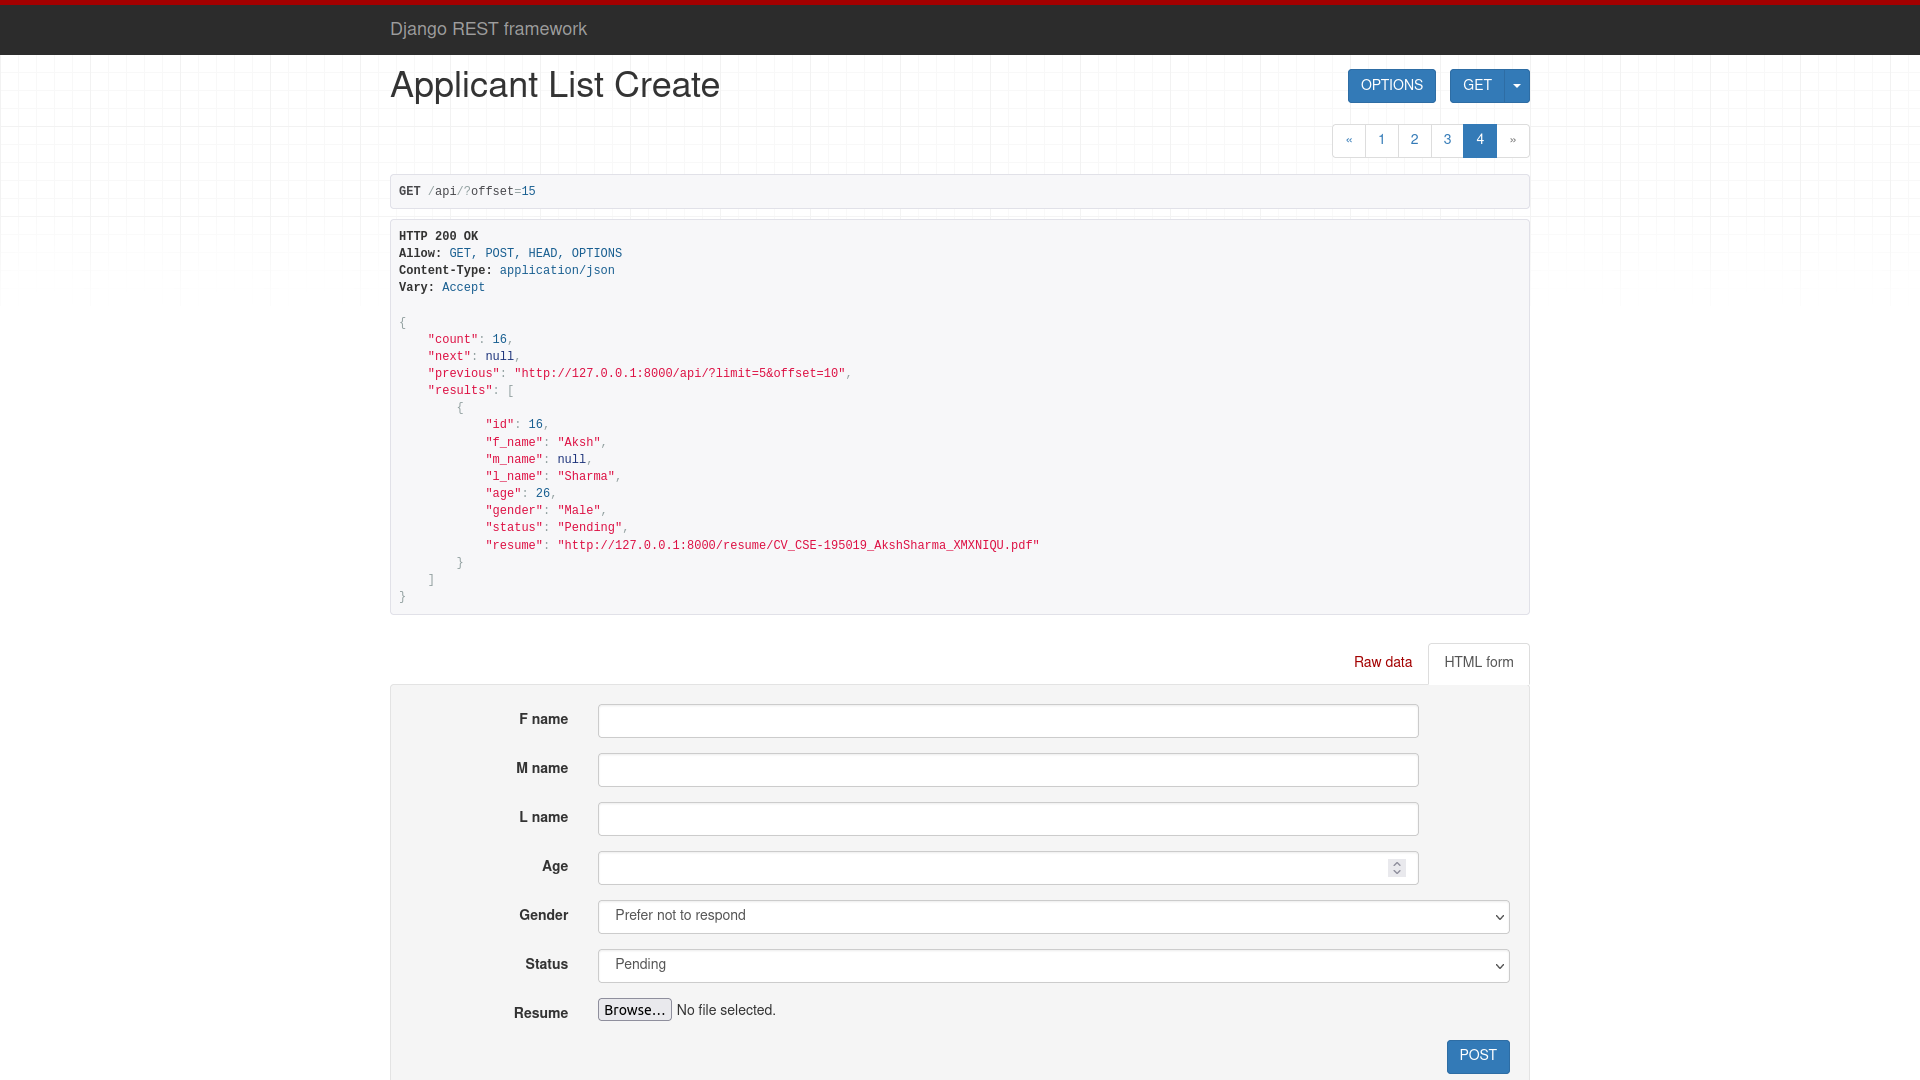 Django REST framework
Applicant List Create
OPTIONS
GET
« 1 2 3 4 »
GET /api/?offset=15
HTTP 200 OK
Allow: GET, POST, HEAD, OPTIONS
Content-Type: application/json
Vary: Accept
{
    "count": 16,
    "next": null,
    "previous": "http://127.0.0.1:8000/api/?limit=5&offset=10",
    "results": [
        {
            "id": 16,
            "f_name": "Aksh",
            "m_name": null,
            "l_name": "Sharma",
            "age": 26,
            "gender": "Male",
            "status": "Pending",
            "resume": "http://127.0.0.1:8000/resume/CV_CSE-195019_AkshSharma_XMXNIQU.pdf"
        }
    ]
}
Raw data
HTML form
F name
M name
L name
Age
Gender Prefer not to respond
Status Pending
Resume Browse... No file selected.
POST